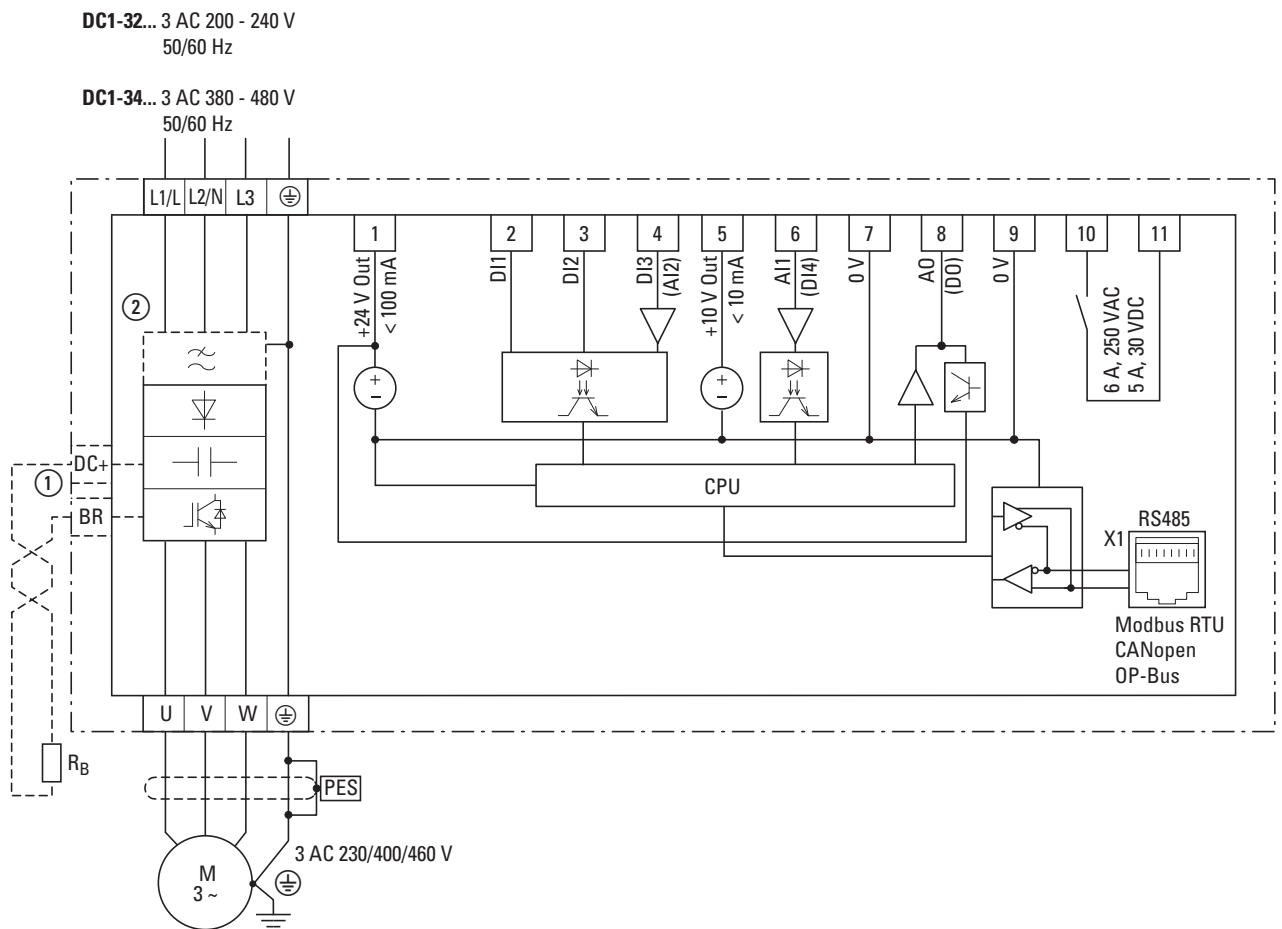 DC1-32... 3 AC 200 - 240 V
50/60 Hz
DC1-34... 3 AC 380 - 480 V
50/60 Hz
L1/L L2/N L3
1 2 3 4 5 6 7 8 9 10 11
+24 V Out
< 100 mA
DI1
DI2
DI3
(AI2)
+10 V Out
< 10 mA
AI1
(DI4)
0 V
AO
(DO)
0 V
6 A, 250 VAC
5 A, 30 VDC
2
+
-
+
-
DC+
1
BR
CPU
RS485
X1
Modbus RTU
CANopen
OP-Bus
U V W
RB
PES
3 AC 230/400/460 V
M
3 ~